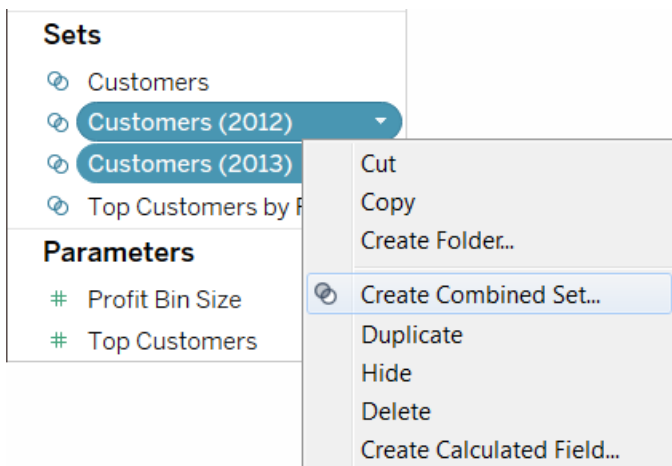 Sets
Customers
Customers (2012)
Customers (2013)
Top Customers by
Parameters
Profit Bin Size
Top Customers
Cut
Copy
Create Folder...
Create Combined Set...
Duplicate
Hide
Delete
Create Calculated Field...